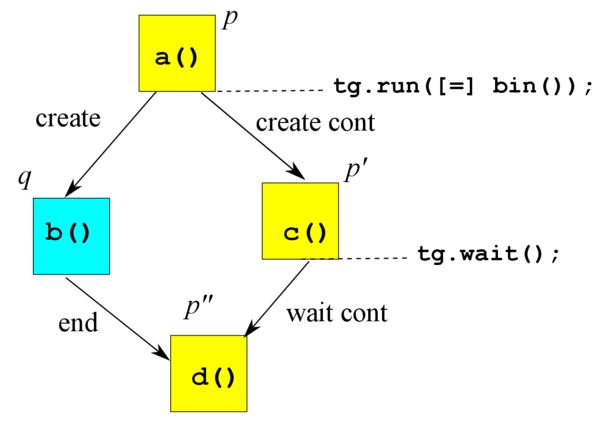 p
a()
tg.run([=] bin());
create
create cont
q
p′
b()
c()
tg.wait();
p″
end
wait cont
d()